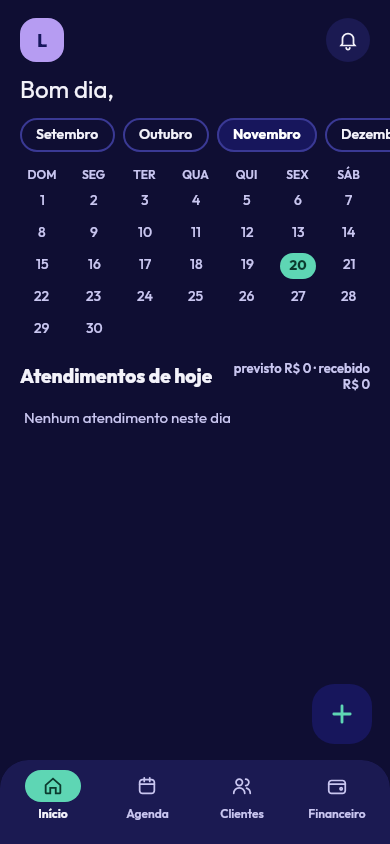 L
Bom dia,
Setembro Outubro Novembro Dezemb
DOM SEG TER QUA QUI SEX SÁB
1 2 3 4 5 6 7
8 9 10 11 12 13 14
15 16 17 18 19 20 21
22 23 24 25 26 27 28
29 30
Atendimentos de hoje
previsto R$ 0 · recebido
R$ 0
Nenhum atendimento neste dia
Início Agenda Clientes Financeiro